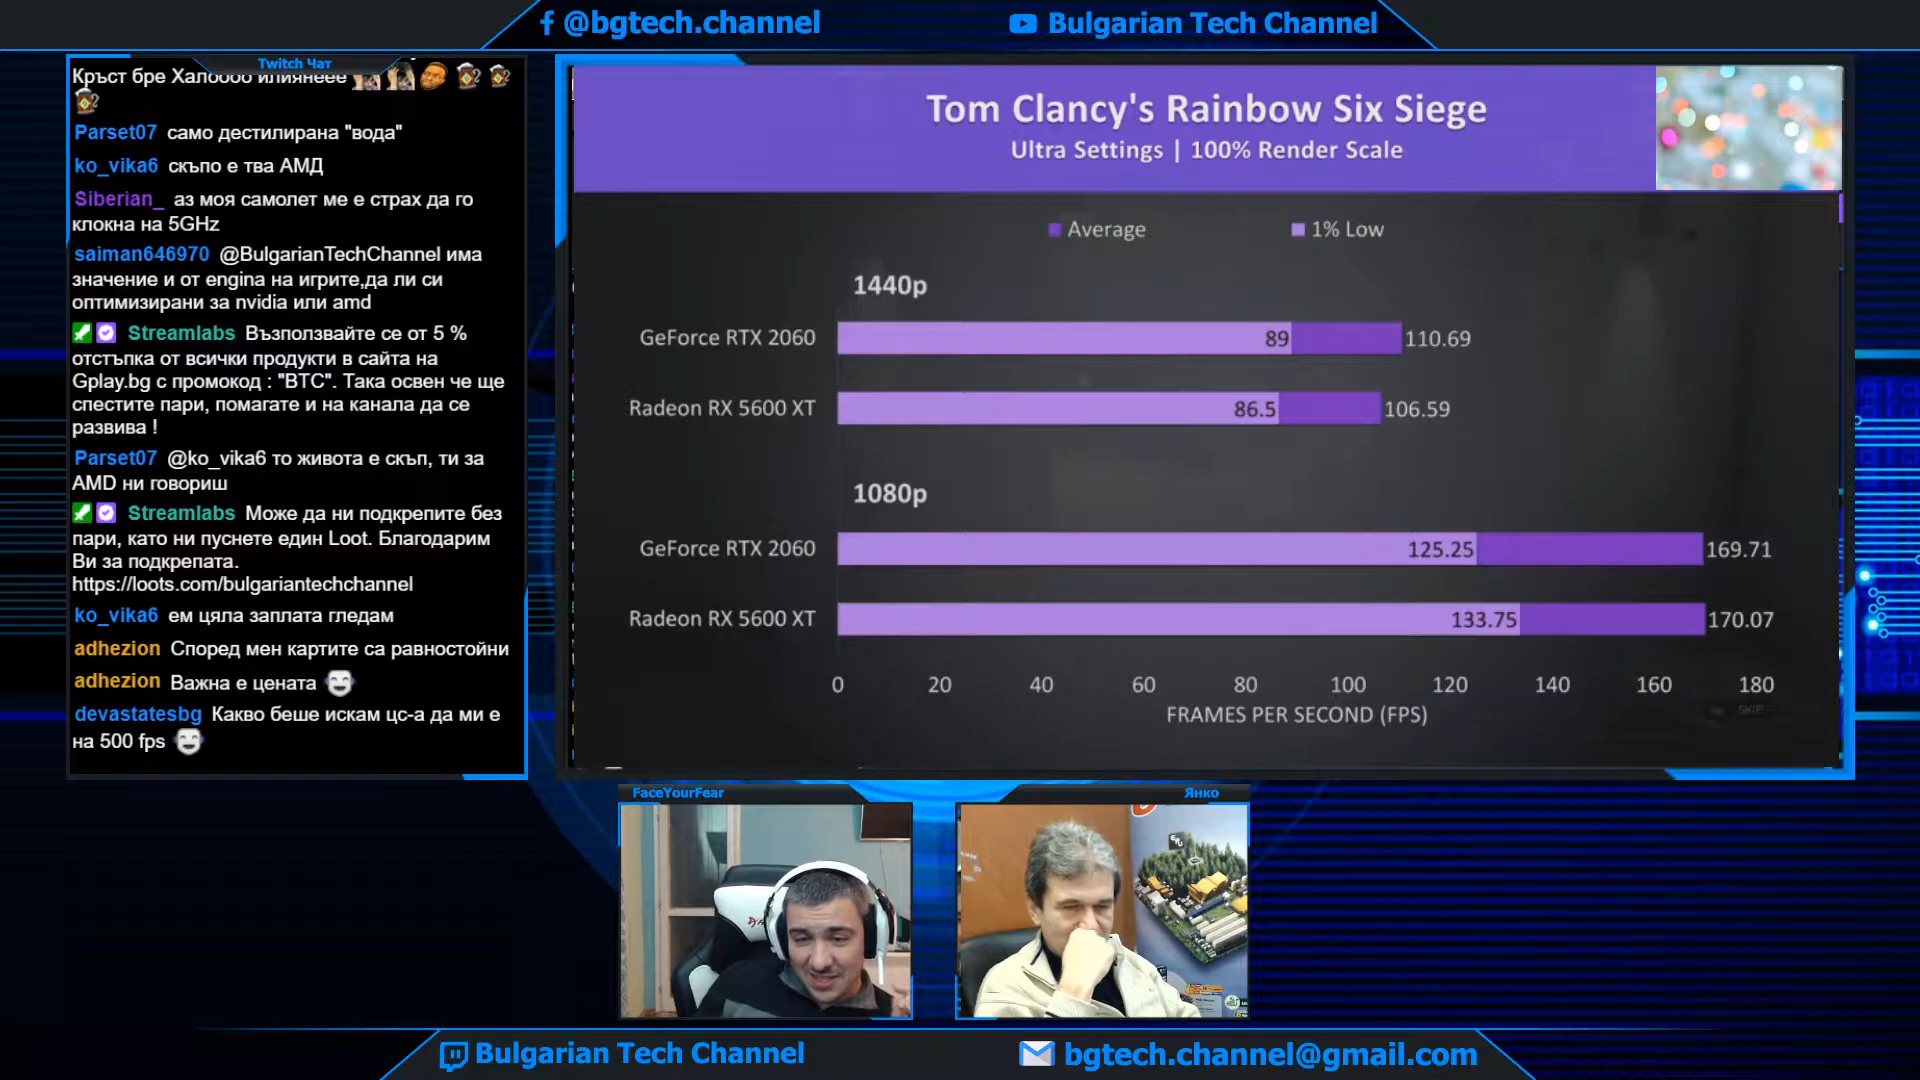 @bgtech.channel
Bulgarian Tech Channel
Twitch Чат
Кръст бре Халоооо илиянеее
Parset07 само дестилирана "вода"
ko_vika6 скъпо е тва АМД
Siberian_ аз моя самолет ме е страх да го
клокна на 5GHz
saiman646970 @BulgarianTechChannel има
значение и от engina на игрите,да ли си
оптимизирани за nvidia или amd
Streamlabs Възползвайте се от 5 %
отстъпка от всички продукти в сайта на
Gplay.bg с промокод : "BTC". Така освен че ще
спестите пари, помагате и на канала да се
развива !
Parset07 @ko_vika6 то живота е скъп, ти за
AMD ни говориш
Streamlabs Може да ни подкрепите без
пари, като ни пуснете един Loot. Благодарим
Ви за подкрепата.
https://loots.com/bulgariantechchannel
ko_vika6 ем цяла заплата гледам
adhezion Според мен картите са равностойни
adhezion Важна е цената
devastatesbg Какво беше искам цс-а да ми е
на 500 fps
Tom Clancy's Rainbow Six Siege
Ultra Settings | 100% Render Scale
Average 1% Low
1440p
GeForce RTX 2060 89 110.69
Radeon RX 5600 XT 86.5 106.59
1080p
GeForce RTX 2060 125.25 169.71
Radeon RX 5600 XT 133.75 170.07
0 20 40 60 80 100 120 140 160 180
FRAMES PER SECOND (FPS)
FaceYourFear
Янко
Bulgarian Tech Channel
bgtech.channel@gmail.com